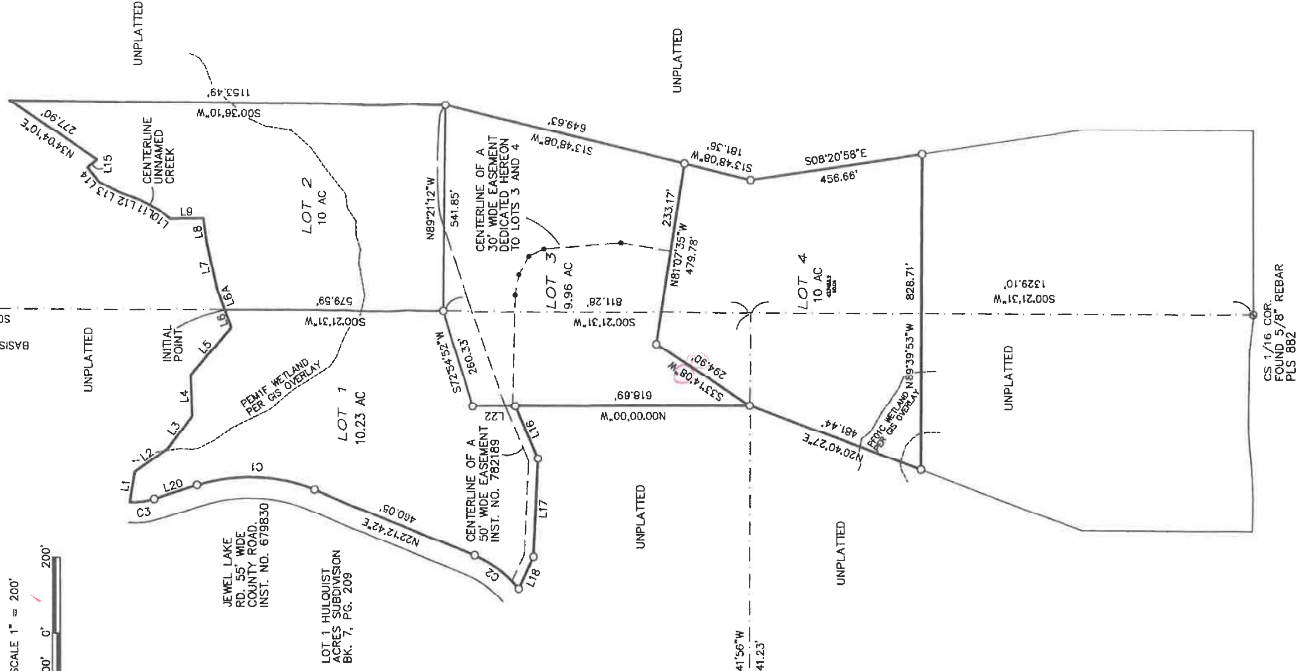 UNPLATTED
SCALE 1" = 200'
00'
0'
200'
BASIS
SO
UNPLATTED
INITIAL
POINT
L1
L2
L3
L4
L5
L6
L6A
L7
L8
L9
L10
L11
L12
L13
L14
L15
N34°04'10"E
277.90'
CENTERLINE
UNNAMED
CREEK
S00°36'10"W
1153.49'
LOT 2
10 AC
PEM1F WETLAND
PER GIS OVERLAY
S00°21'31"W
579.59'
LOT 1
10.23 AC
C3
L20
C1
N22°12'42"E
460.05'
C2
JEWEL LAKE
RD. 55' WIDE
COUNTY ROAD,
INST. NO. 679830
LOT 1 HULQUIST
ACRES SUBDIVISION
BK. 7, PG. 209
N89°21'12"W
541.85'
S72°54'52"W
260.33'
L22
L16
L17
L18
CENTERLINE OF A
50' WIDE EASEMENT
INST. NO. 782189
CENTERLINE OF A
30' WIDE EASEMENT
DEDICATED HEREON
TO LOTS 3 AND 4
LOT 3
9.96 AC
811.28'
S00°21'31"W
618.69'
N00°00'00"W
UNPLATTED
649.63'
S13°48'08"W
UNPLATTED
181.36'
S13°48'08"W
233.17'
N81°07'35"W
479.78'
294.90'
S33°14'08"W
S08°20'58"E
456.66'
LOT 4
10 AC
41'56"W
41.23'
481.44'
N20°40'27"E
PFO1C WETLAND
PER GIS OVERLAY
N89°39'53"W
828.71'
UNPLATTED
UNPLATTED
1329.10'
S00°21'31"W
CS 1/16 COR.
FOUND 5/8" REBAR
PLS 882